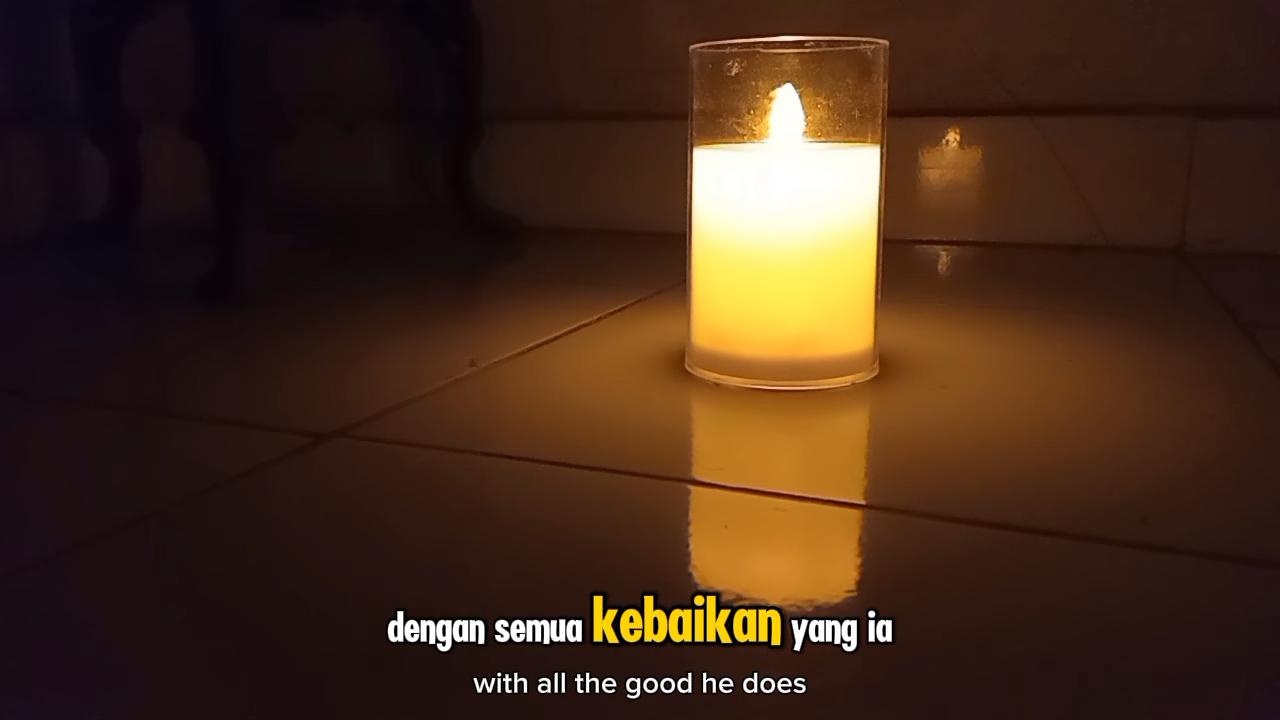 dengan semua kebaikan yang ia
with all the good he does